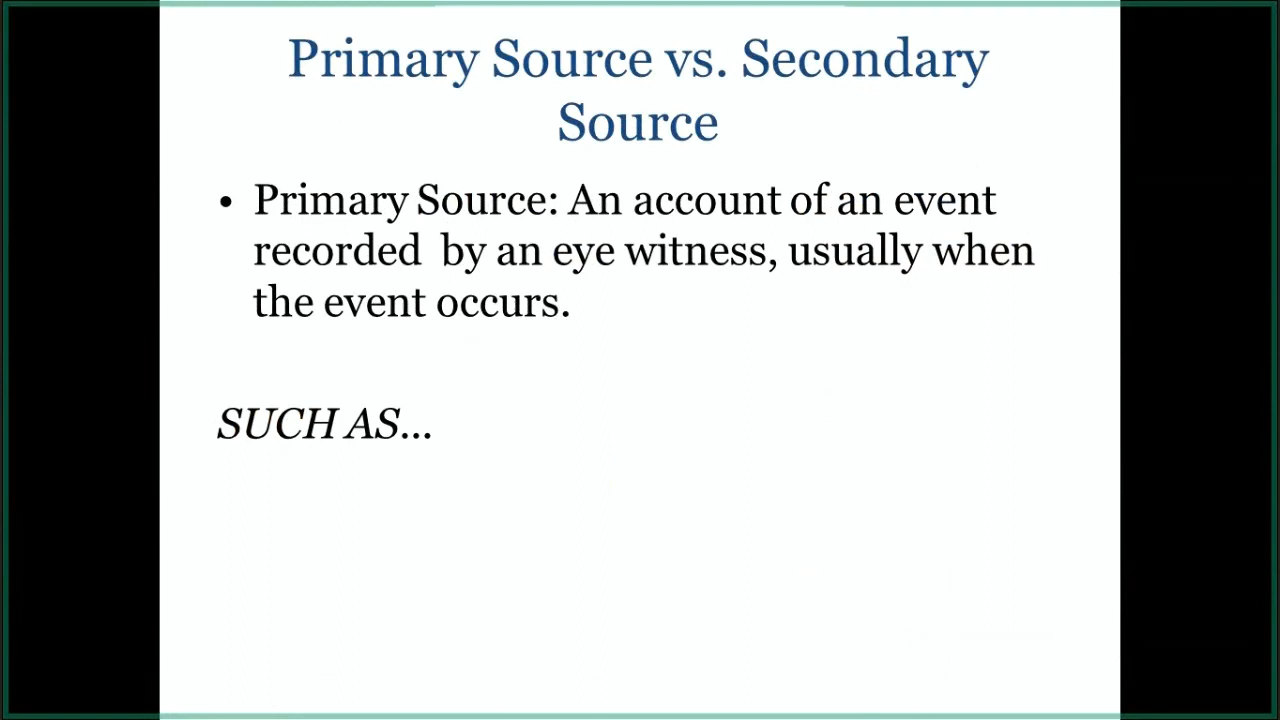 Primary Source vs. Secondary
Source
• Primary Source: An account of an event
recorded  by an eye witness, usually when
the event occurs.
SUCH AS...